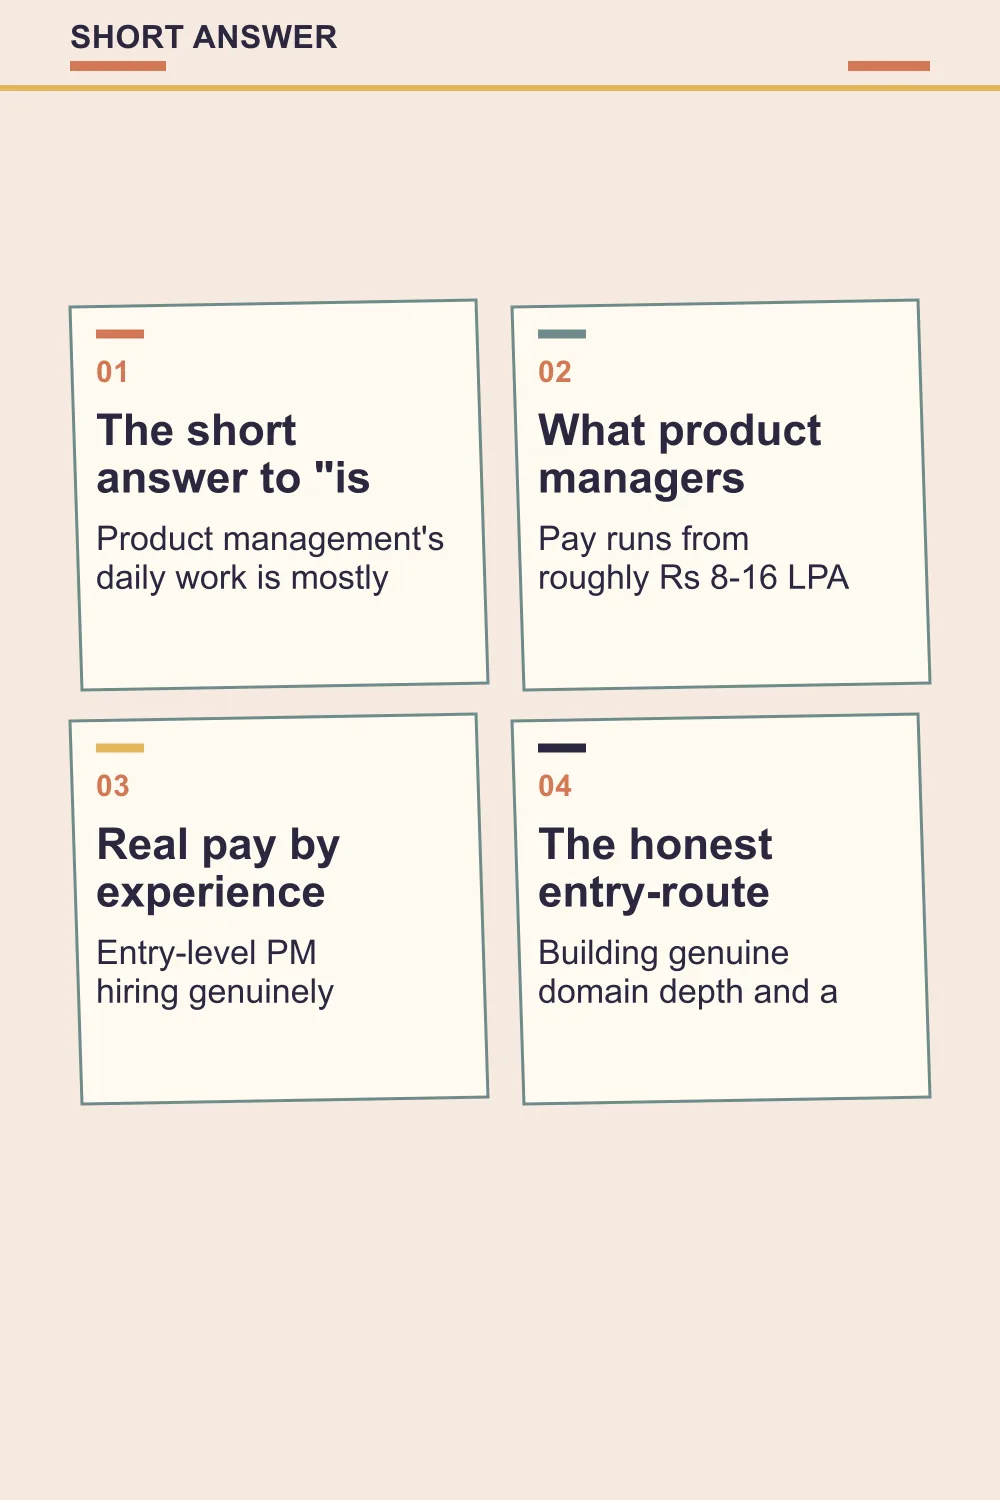 SHORT ANSWER
01
The short
answer to "is
Product management's
daily work is mostly
02
What product
managers
Pay runs from
roughly Rs 8-16 LPA
03
Real pay by
experience
Entry-level PM
hiring genuinely
04
The honest
entry-route
Building genuine
domain depth and a